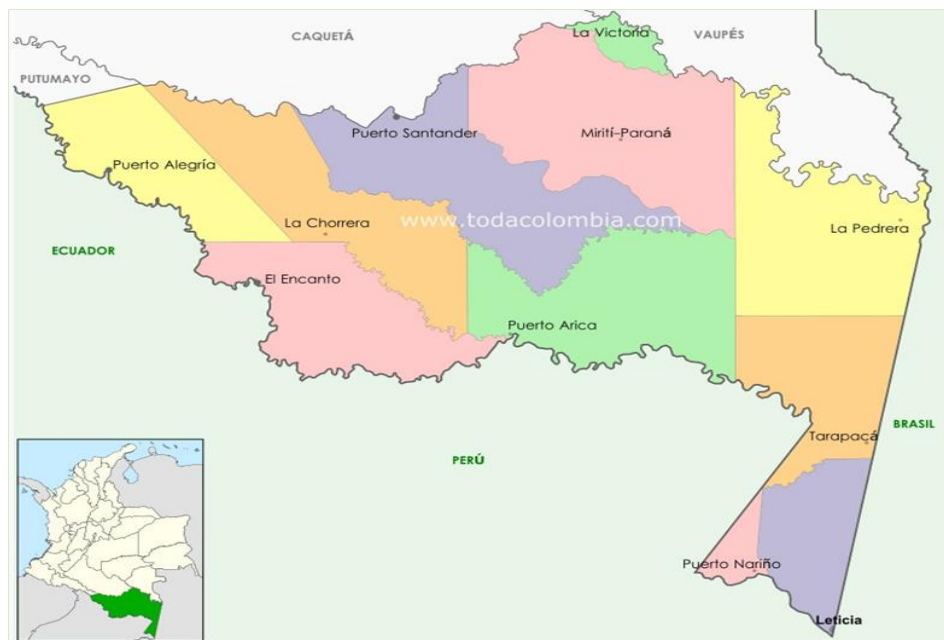 La Victoria
CAQUETÁ
VAUPÉS
PUTUMAYO
Puerto Santander
Mirití-Paraná
Puerto Alegría
La Chorrera
www.todacolombia.com
La Pedrera
ECUADOR
El Encanto
Puerto Arica
BRASIL
Tarapacá
PERÚ
Puerto Nariño
Leticia